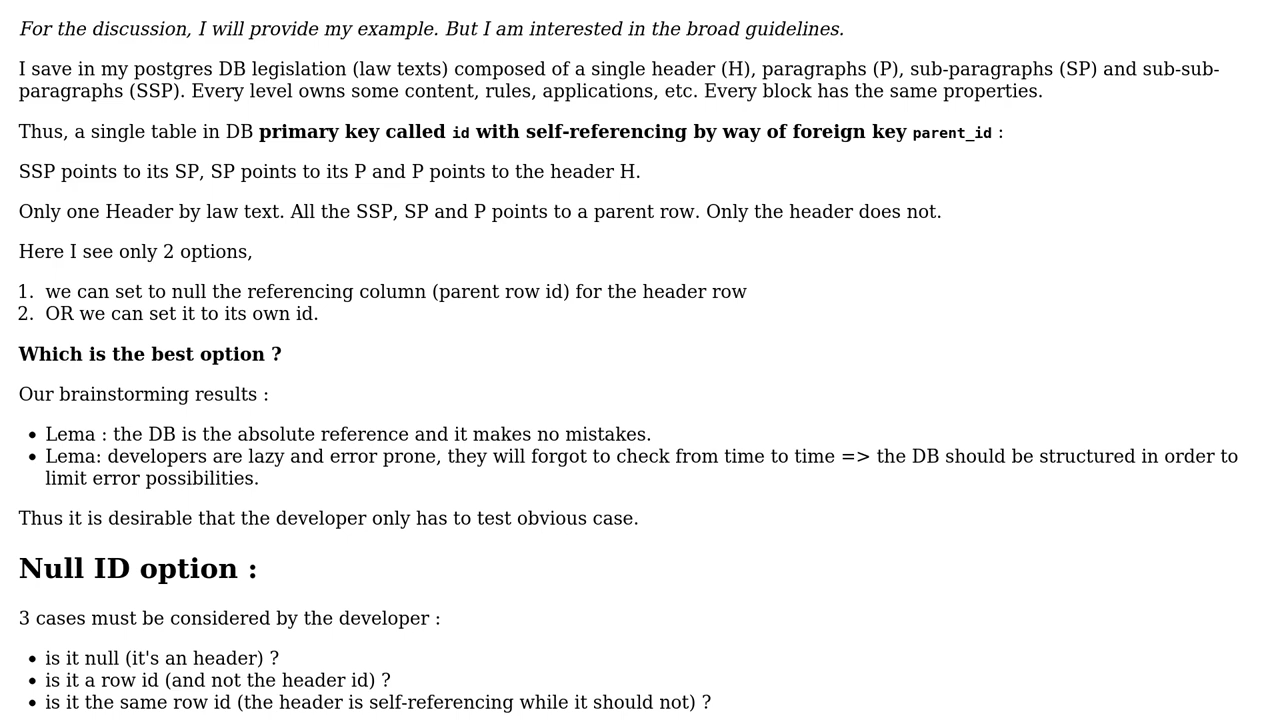 For the discussion, I will provide my example. But I am interested in the broad guidelines.
I save in my postgres DB legislation (law texts) composed of a single header (H), paragraphs (P), sub-paragraphs (SP) and sub-sub-
paragraphs (SSP). Every level owns some content, rules, applications, etc. Every block has the same properties.
Thus, a single table in DB primary key called id with self-referencing by way of foreign key parent_id :
SSP points to its SP, SP points to its P and P points to the header H.
Only one Header by law text. All the SSP, SP and P points to a parent row. Only the header does not.
Here I see only 2 options,
1. we can set to null the referencing column (parent row id) for the header row
2. OR we can set it to its own id.
Which is the best option ?
Our brainstorming results :
• Lema : the DB is the absolute reference and it makes no mistakes.
• Lema: developers are lazy and error prone, they will forgot to check from time to time => the DB should be structured in order to
limit error possibilities.
Thus it is desirable that the developer only has to test obvious case.
Null ID option :
3 cases must be considered by the developer :
• is it null (it's an header) ?
• is it a row id (and not the header id) ?
• is it the same row id (the header is self-referencing while it should not) ?